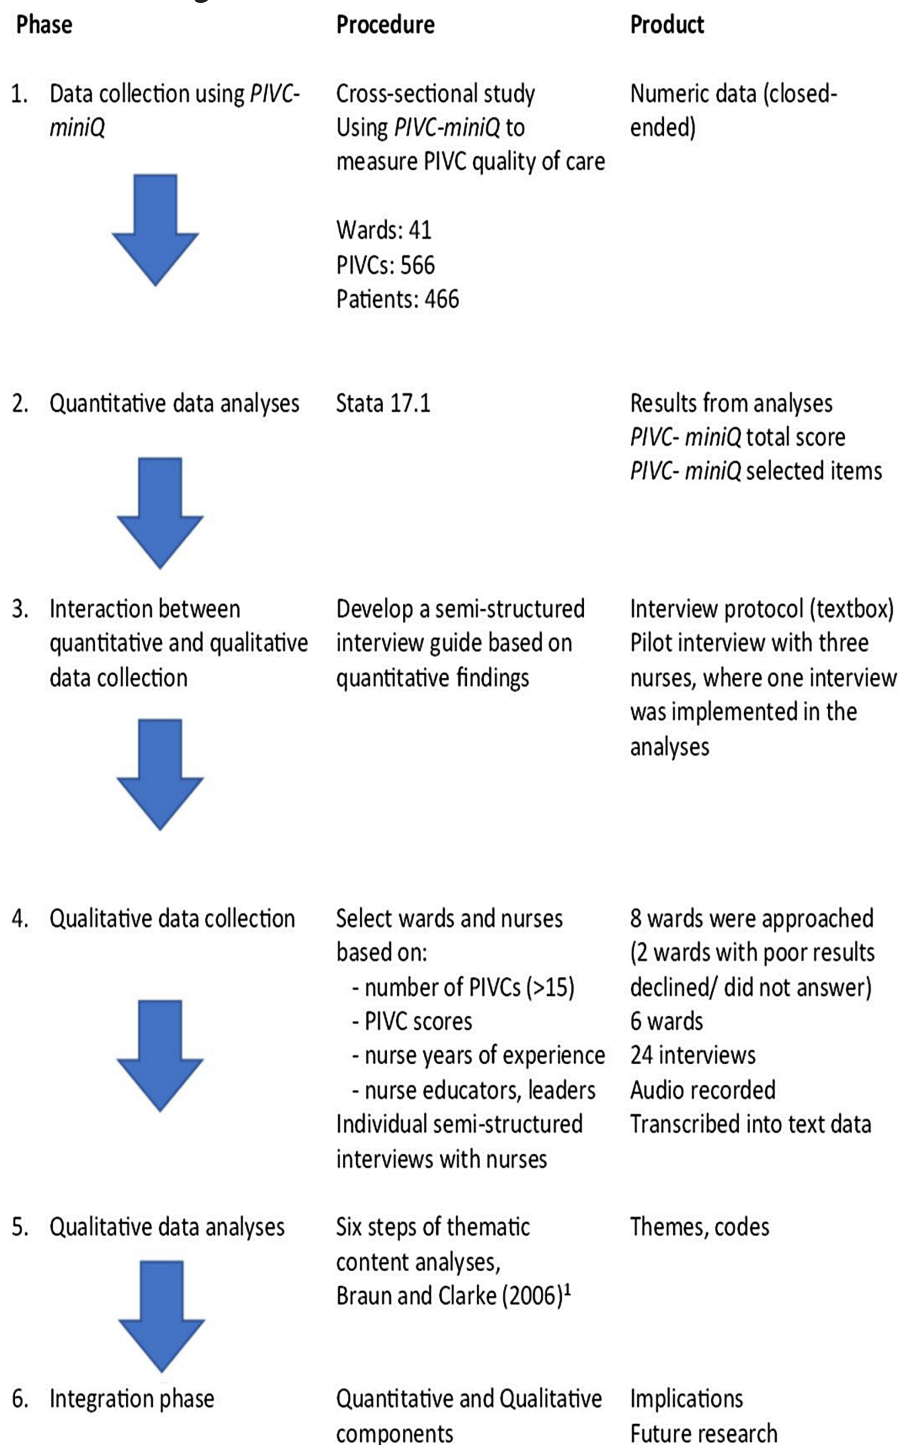 Phase Procedure Product
1. Data collection using PIVC- Cross-sectional study Numeric data (closed-
miniQ Using PIVC-miniQ to ended)
measure PIVC quality of care
Wards: 41
PIVCs: 566
Patients: 466
2. Quantitative data analyses Stata 17.1 Results from analyses
PIVC- miniQ total score
PIVC- miniQ selected items
3. Interaction between Develop a semi-structured Interview protocol (textbox)
quantitative and qualitative interview guide based on Pilot interview with three
data collection quantitative findings nurses, where one interview
was implemented in the
analyses
4. Qualitative data collection Select wards and nurses 8 wards were approached
based on: (2 wards with poor results
- number of PIVCs (>15) declined/ did not answer)
- PIVC scores 6 wards
- nurse years of experience 24 interviews
- nurse educators, leaders Audio recorded
Individual semi-structured Transcribed into text data
interviews with nurses
5. Qualitative data analyses Six steps of thematic Themes, codes
content analyses,
Braun and Clarke (2006)¹
6. Integration phase Quantitative and Qualitative Implications
components Future research